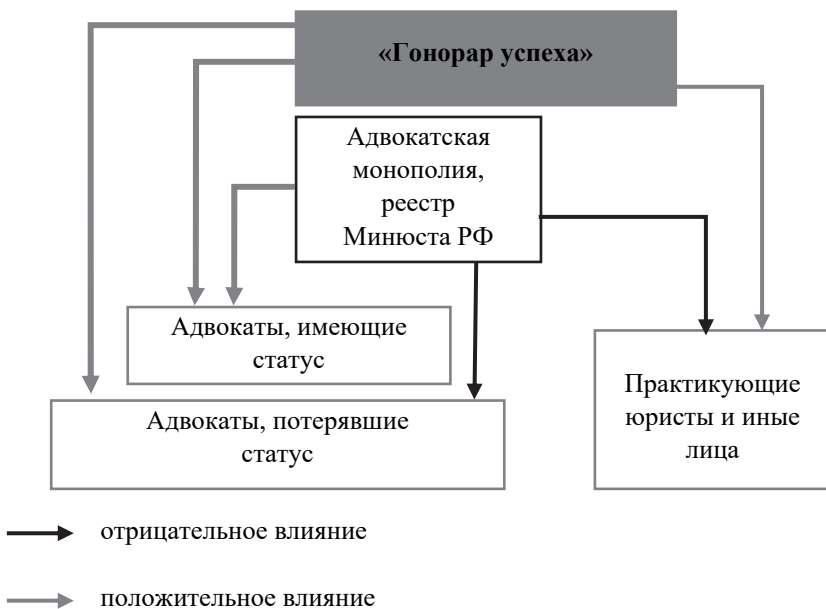 «Гонорар успеха»
Адвокатская
монополия,
реестр
Минюста РФ
Адвокаты, имеющие
статус
Адвокаты, потерявшие
статус
Практикующие
юристы и иные
лица
отрицательное влияние
положительное влияние